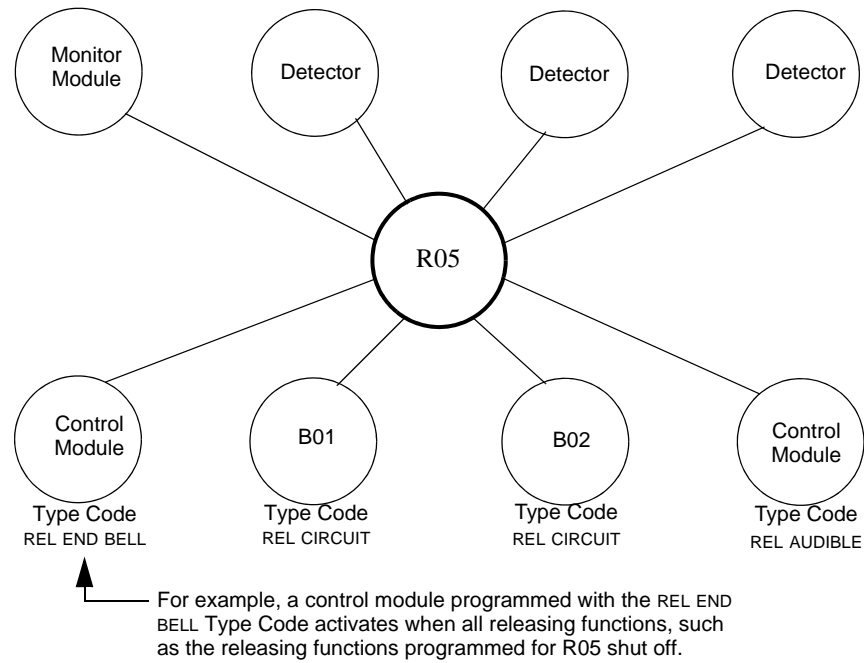 Monitor
Module
Detector
Detector
Detector
R05
Control
Module
B01
B02
Control
Module
Type Code
REL END BELL
Type Code
REL CIRCUIT
Type Code
REL CIRCUIT
Type Code
REL AUDIBLE
For example, a control module programmed with the REL END
BELL Type Code activates when all releasing functions, such
as the releasing functions programmed for R05 shut off.